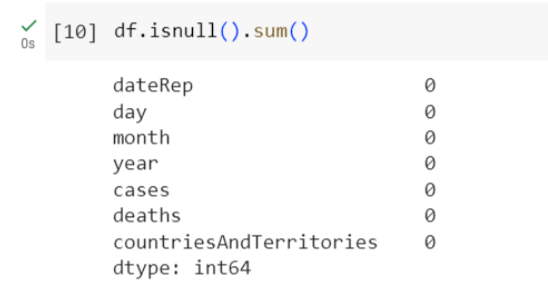 [10] df.isnull().sum()
0s
dateRep 0
day 0
month 0
year 0
cases 0
deaths 0
countriesAndTerritories 0
dtype: int64